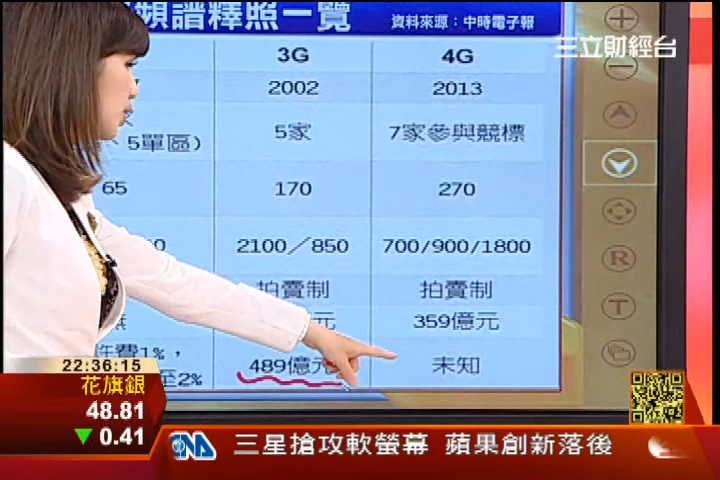 頻譜釋照一覽
資料來源：中時電子報
三立財經台
3G 4G
2002 2013
5單區) 5家 7家參與競標
65 170 270
0 2100／850 700/900/1800
拍賣制 拍賣制
億元 359億元
許費1%，
至2% 489億元 未知
R
T
22:36:15
花旗銀
48.81
▼0.41
三星搶攻軟螢幕 蘋果創新落後